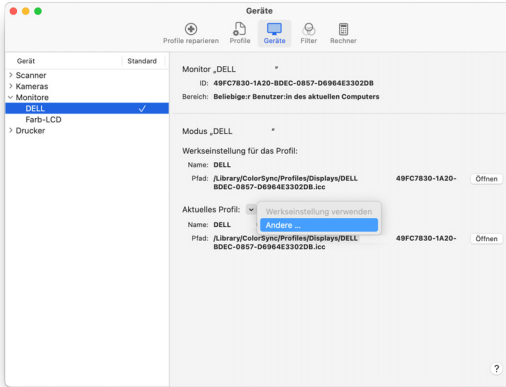 Geräte
Profile reparieren Profile Geräte Filter Rechner
Gerät Standard
Scanner
Kameras
Monitore
DELL
Farb-LCD
Drucker
Monitor „DELL “
ID: 49FC7830-1A20-BDEC-0857-D6964E3302DB
Bereich: Beliebige:r Benutzer:in des aktuellen Computers
Modus „DELL “
Werkseinstellung für das Profil:
Name: DELL
Pfad: /Library/ColorSync/Profiles/Displays/DELL 49FC7830-1A20-
BDEC-0857-D6964E3302DB.icc
Öffnen
Aktuelles Profil:
Werkseinstellung verwenden
Andere ...
Name: DELL
Pfad: /Library/ColorSync/Profiles/Displays/DELL 49FC7830-1A20-
BDEC-0857-D6964E3302DB.icc
Öffnen
?